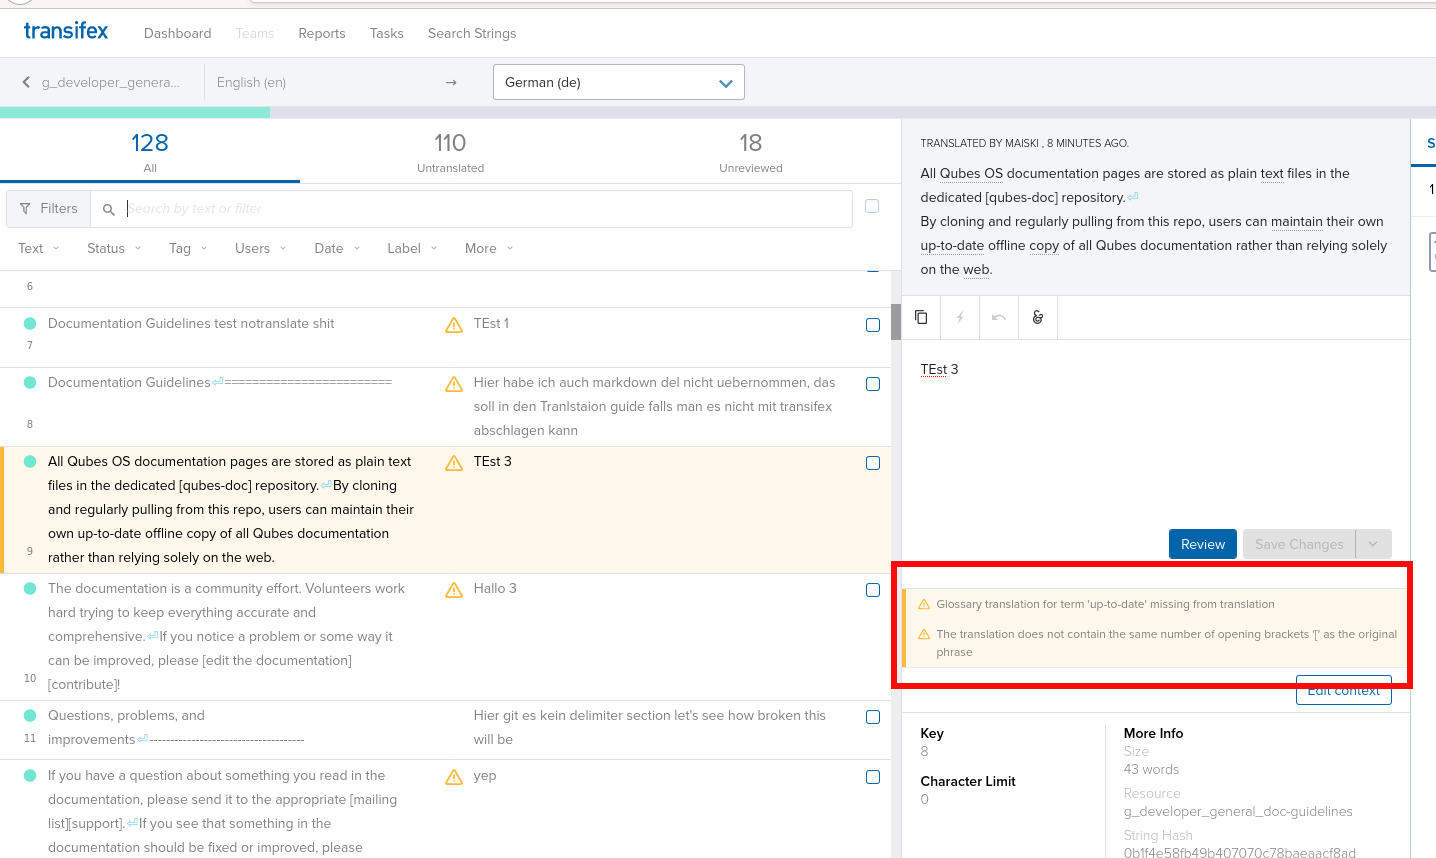 transifex
Dashboard
Teams
Reports
Tasks
Search Strings
g_developer_genera...
English (en)
→
German (de)
128
All
110
Untranslated
18
Unreviewed
Filters
Search by text or filter
Text
Status
Tag
Users
Date
Label
More
6
Documentation Guidelines test notranslate shit
TEst 1
7
Documentation Guidelines⏎========================
Hier habe ich auch markdown del nicht uebernommen, das
soll in den Tranlstaion guide falls man es nicht mit transifex
abschlagen kann
8
All Qubes OS documentation pages are stored as plain text
files in the dedicated [qubes-doc] repository.⏎By cloning
and regularly pulling from this repo, users can maintain their
own up-to-date offline copy of all Qubes documentation
rather than relying solely on the web.
TEst 3
9
The documentation is a community effort. Volunteers work
hard trying to keep everything accurate and
comprehensive.⏎If you notice a problem or some way it
can be improved, please [edit the documentation]
[contribute]!
Hallo 3
10
Questions, problems, and
improvements⏎-------------------------------------
Hier git es kein delimiter section let's see how broken this
will be
11
If you have a question about something you read in the
documentation, please send it to the appropriate [mailing
list][support].⏎If you see that something in the
documentation should be fixed or improved, please
yep
TRANSLATED BY MAISKI , 8 MINUTES AGO.
All Qubes OS documentation pages are stored as plain text files in the
dedicated [qubes-doc] repository.⏎
By cloning and regularly pulling from this repo, users can maintain their own
up-to-date offline copy of all Qubes documentation rather than relying solely
on the web.
TEst 3
Review
Save Changes
Glossary translation for term 'up-to-date' missing from translation
The translation does not contain the same number of opening brackets '[' as the original
phrase
Edit context
Key
8
Character Limit
0
More Info
Size
43 words
Resource
g_developer_general_doc-guidelines
String Hash
0b1f4e58fb49b407070c78baeaacf8ad
S
1